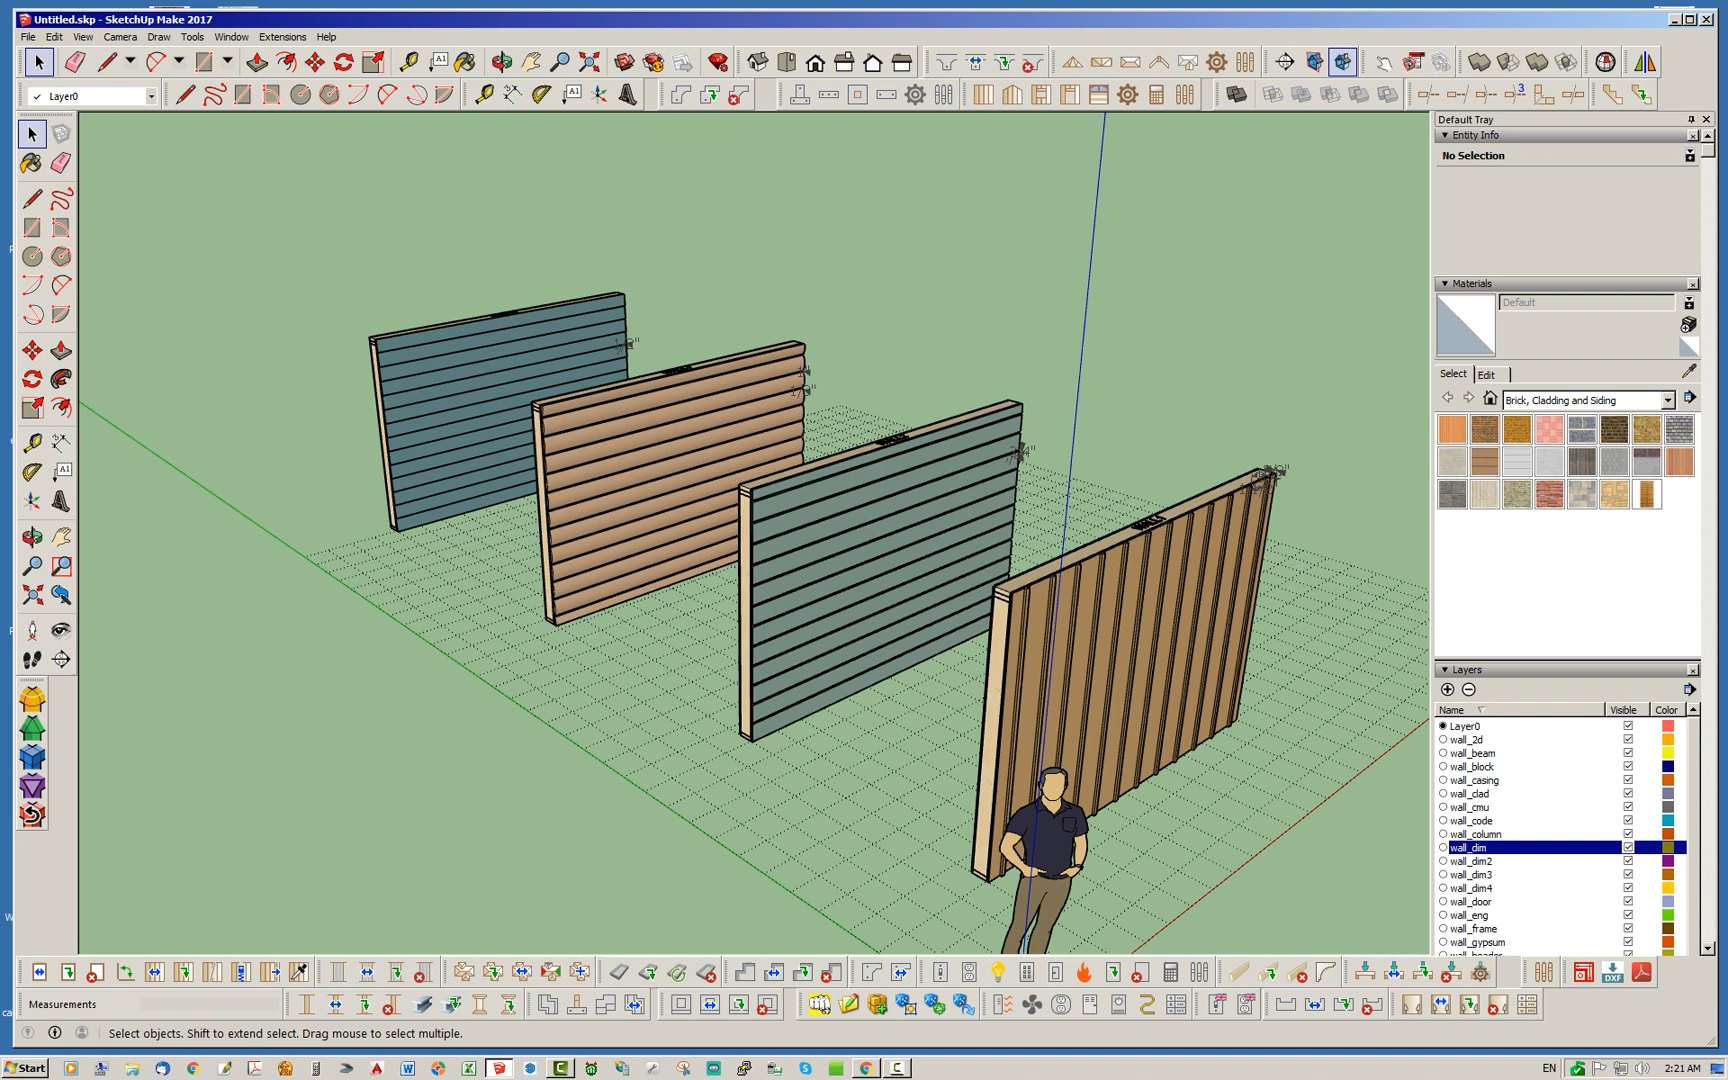 Untitled.skp - SketchUp Make 2017
File Edit View Camera Draw Tools Window Extensions Help
Layer0
3
Default Tray
Entity Info
No Selection
Materials
Default
Select Edit
Brick, Cladding and Siding
Layers
Name Visible Color
Layer0
wall_2d
wall_beam
wall_block
wall_casing
wall_clad
wall_cmu
wall_code
wall_column
wall_dim
wall_dim2
wall_dim3
wall_dim4
wall_door
wall_eng
wall_frame
wall_gypsum
Measurements
Select objects. Shift to extend select. Drag mouse to select multiple.
Start
EN
2:21 AM